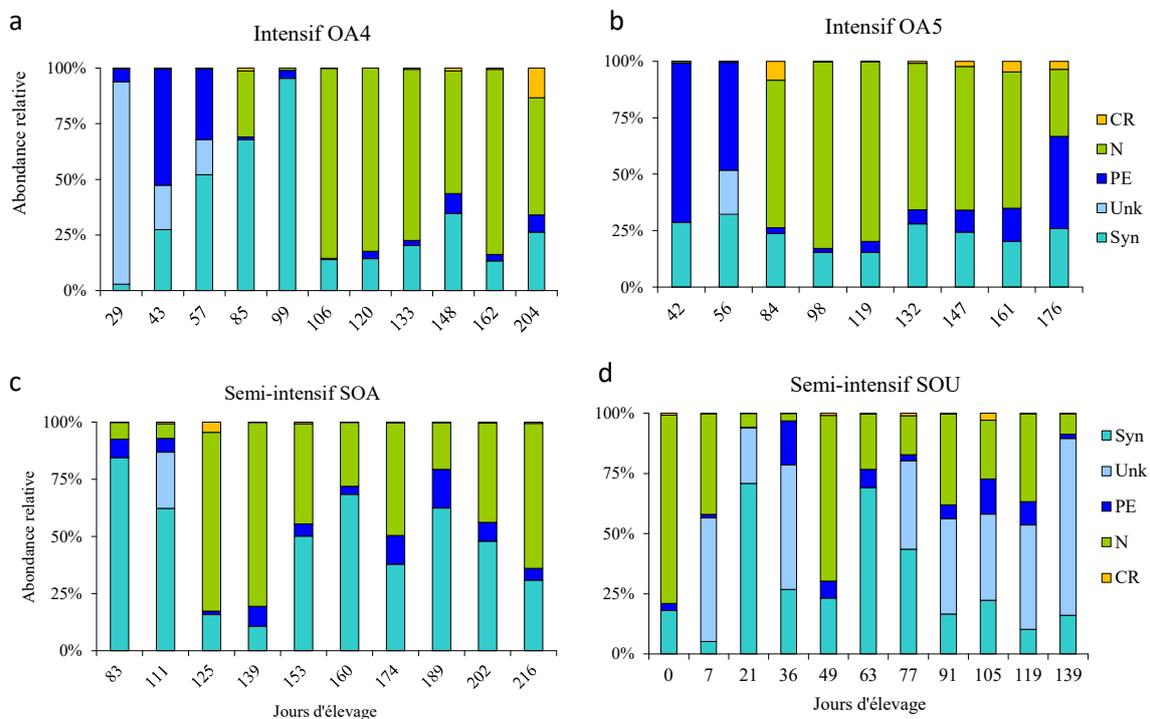 a
Intensif OA4
Abondance relative
100%
75%
50%
25%
0%
29 43 57 85 99 106 120 133 148 162 204
b
Intensif OA5
100%
75%
50%
25%
0%
42 56 84 98 119 132 147 161 176
CR
N
PE
Unk
Syn
c
Semi-intensif SOA
Abondance relative
100%
75%
50%
25%
0%
83 111 125 139 153 160 174 189 202 216
Jours d'élevage
d
Semi-intensif SOU
100%
75%
50%
25%
0%
0 7 21 36 49 63 77 91 105 119 139
Jours d'élevage
Syn
Unk
PE
N
CR